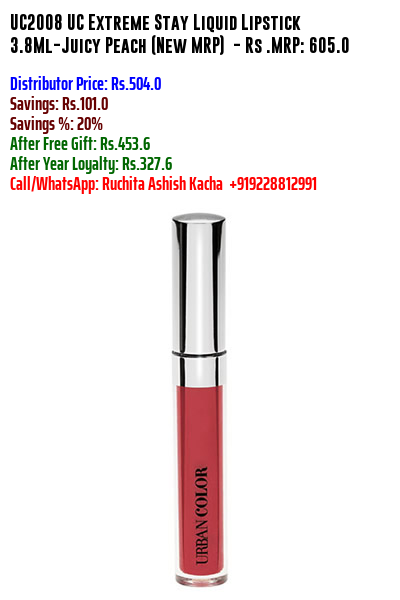 UC2008 UC Extreme Stay Liquid Lipstick
3.8Ml-Juicy Peach (New MRP) - Rs .MRP: 605.0
Distributor Price: Rs.504.0
Savings: Rs.101.0
Savings %: 20%
After Free Gift: Rs.453.6
After Year Loyalty: Rs.327.6
Call/WhatsApp: Ruchita Ashish Kacha +919228812991
URBAN COLOR